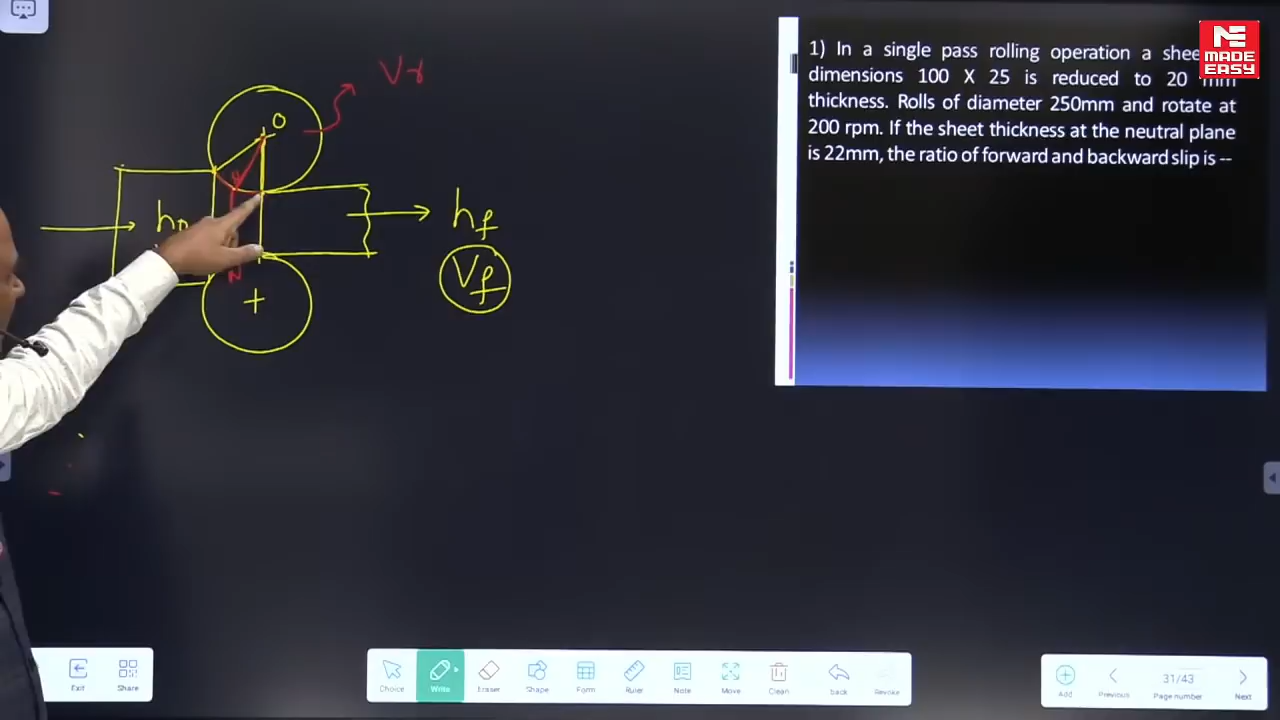 Vr
O
hf
Vf
N
1) In a single pass rolling operation a shee
dimensions 100 X 25 is reduced to 20 mm
thickness. Rolls of diameter 250mm and rotate at
200 rpm. If the sheet thickness at the neutral plane
is 22mm, the ratio of forward and backward slip is --
MADE
EASY
Exit
Share
Choice
Write
Eraser
Shape
Form
Ruler
Note
Move
Clean
back
Revoke
Add
Previous
31/43
Page number
Next